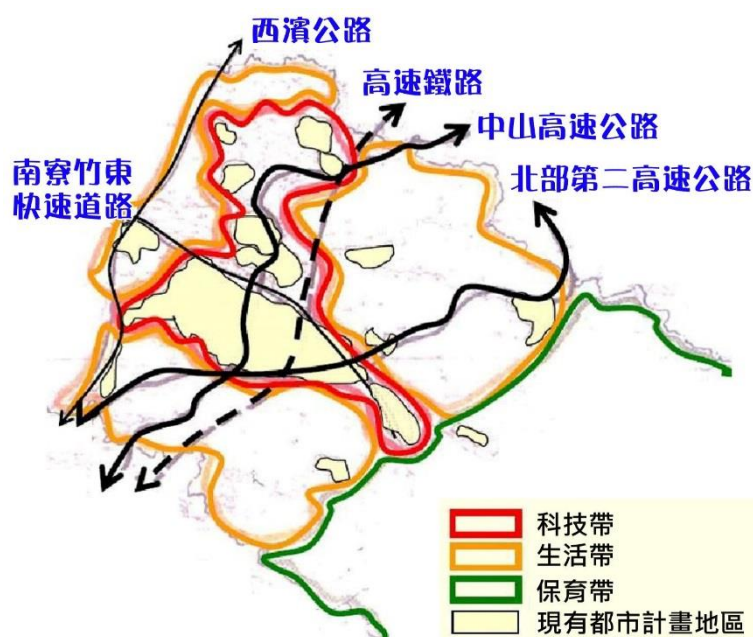 西濱公路
高速鐵路
中山高速公路
北部第二高速公路
南寮竹東
快速道路
科技帶
生活帶
保育帶
現有都市計畫地區